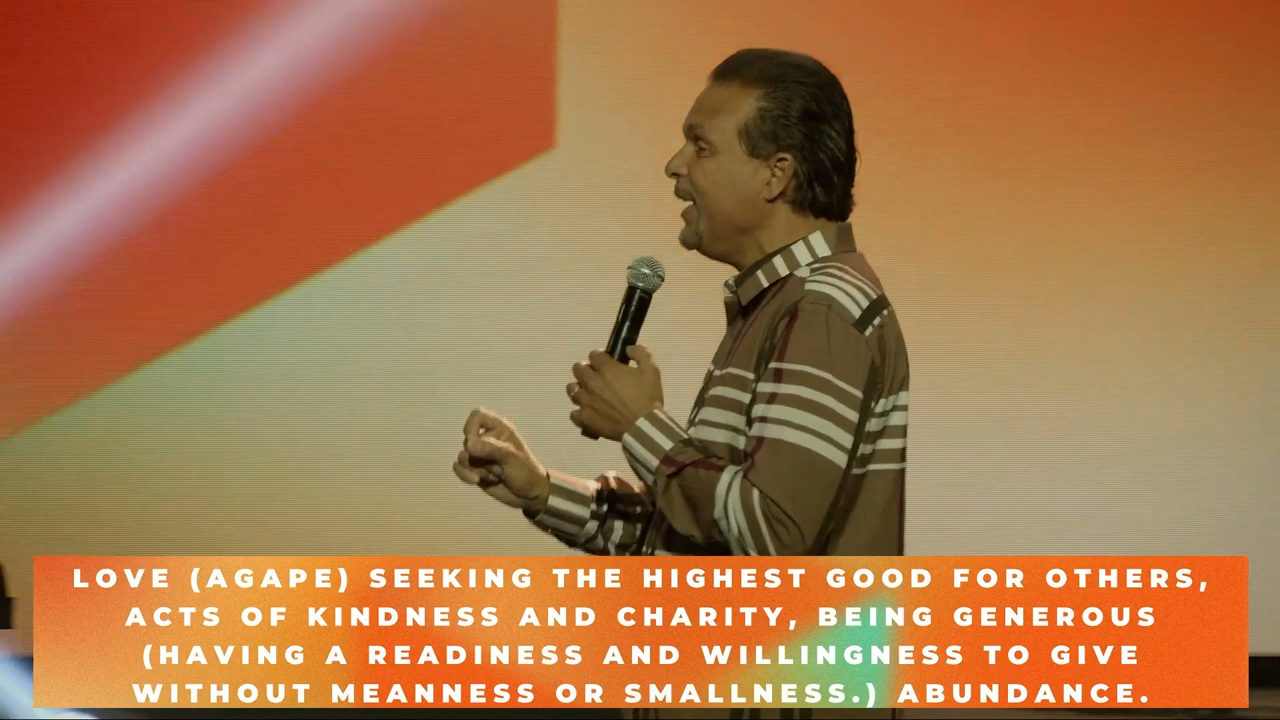 LOVE (AGAPE) SEEKING THE HIGHEST GOOD FOR OTHERS,
ACTS OF KINDNESS AND CHARITY, BEING GENEROUS
(HAVING A READINESS AND WILLINGNESS TO GIVE
WITHOUT MEANNESS OR SMALLNESS.) ABUNDANCE.